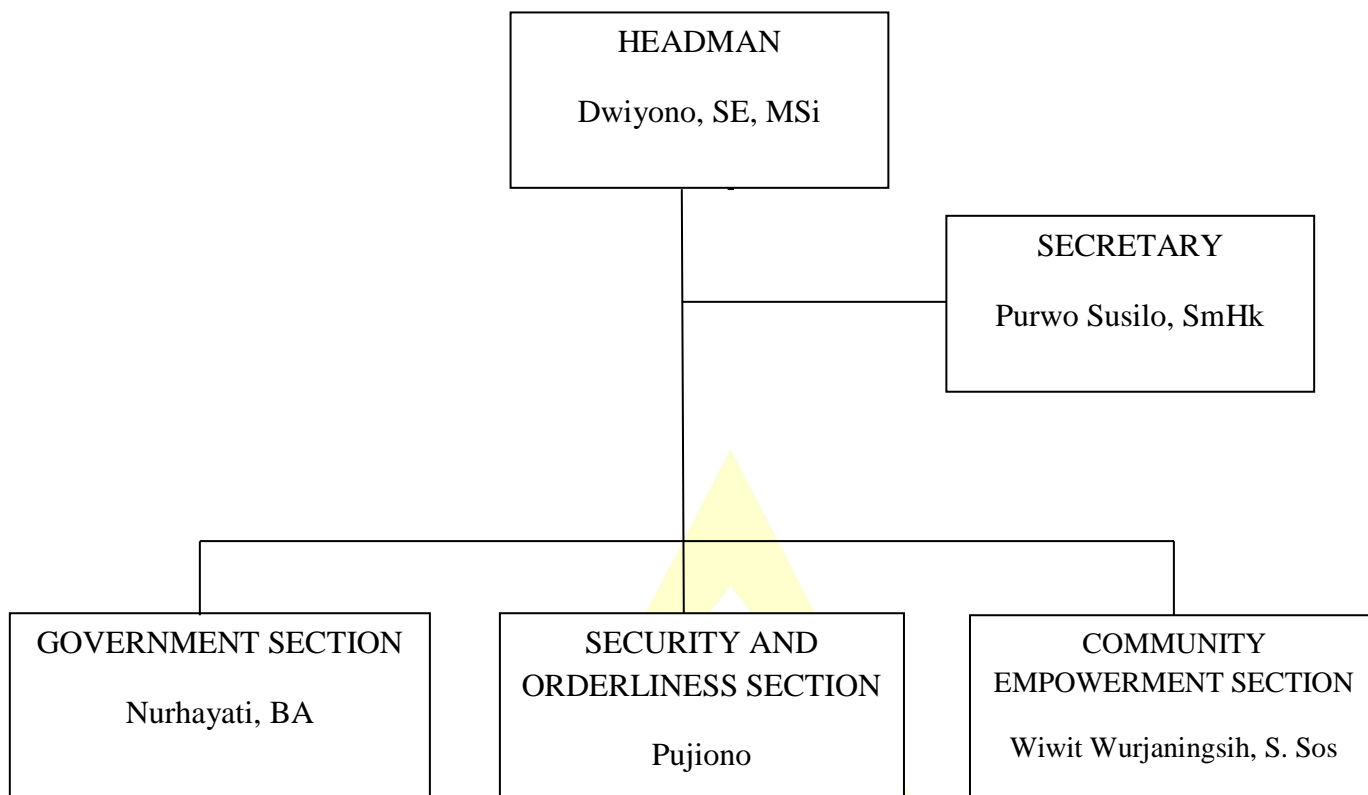 HEADMAN
Dwiyono, SE, MSi
SECRETARY
Purwo Susilo, SmHk
GOVERNMENT SECTION
Nurhayati, BA
SECURITY AND
ORDERLINESS SECTION
Pujiono
COMMUNITY
EMPOWERMENT SECTION
Wiwit Wurjaningsih, S. Sos